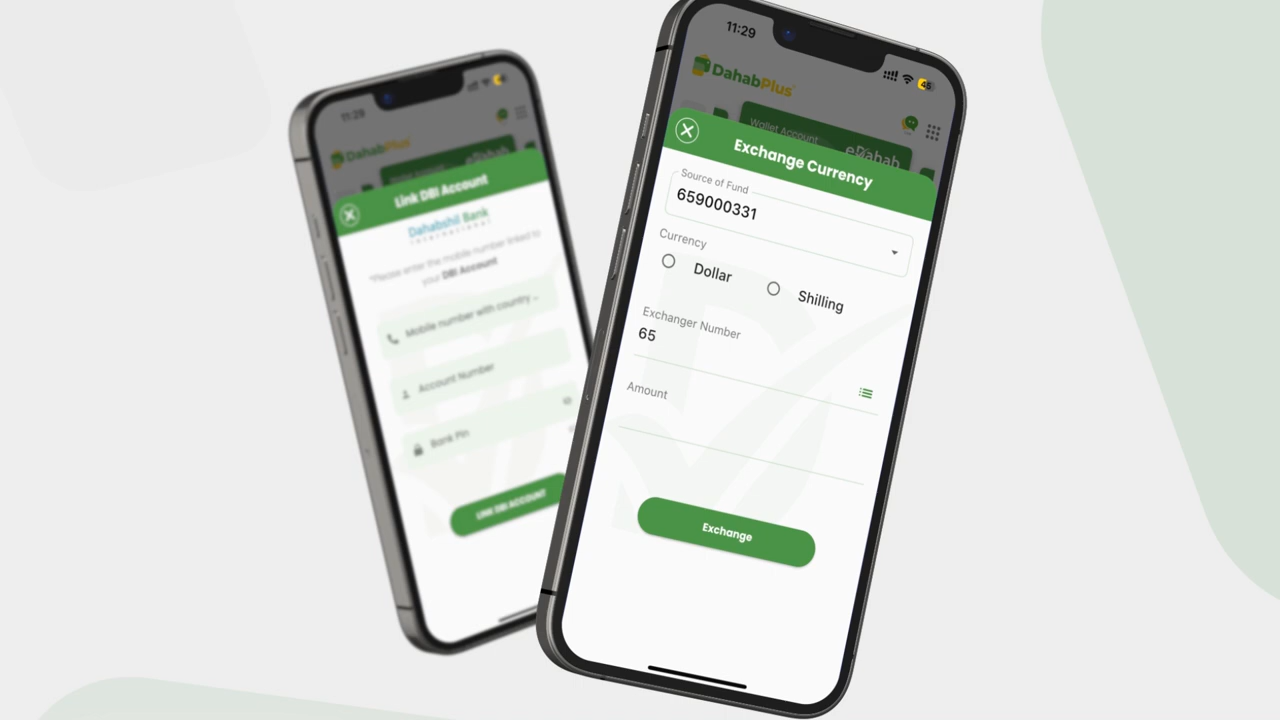 11:29
DahabPlus
Link DBI Account
Dahabshil Bank
International
*Please enter the mobile number linked to
your DBI Account
Mobile number with country ..
Account Number
Bank Pin
LINK DBI ACCOUNT
11:29
45
DahabPlus
Wallet Account
eDahab
Exchange Currency
Source of Fund
659000331
Currency
Dollar
Shilling
Exchanger Number
65
Amount
Exchange